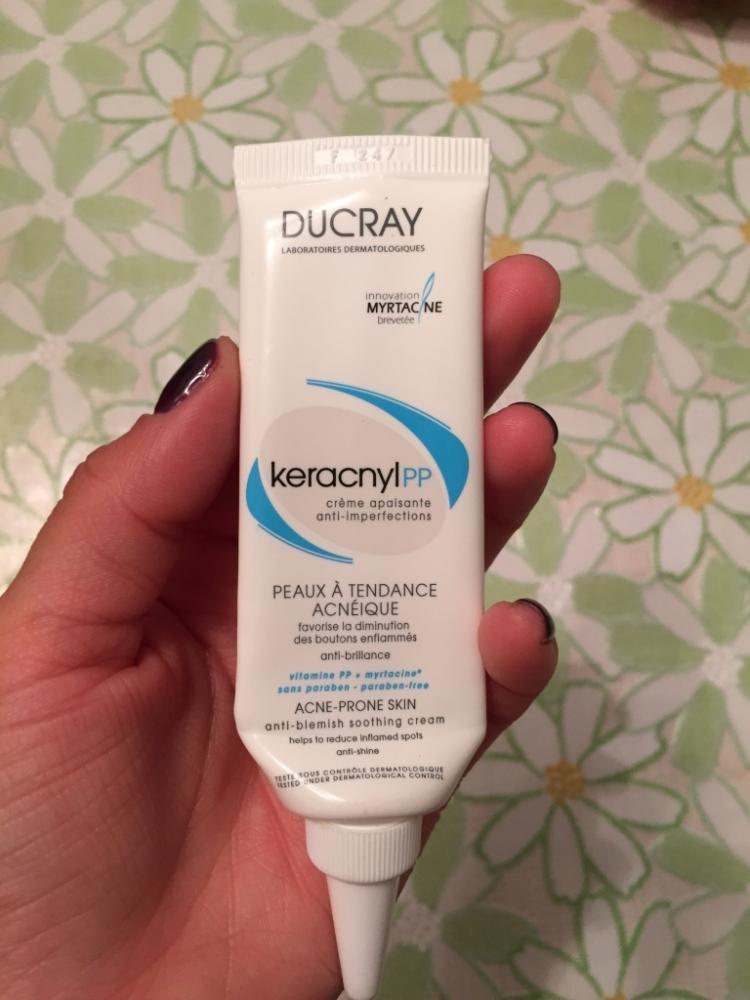 F 247
DUCRAY
LABORATOIRES DERMATOLOGIQUES
innovation
MYRTACINE
brevetée
keracnyl PP
crème apaisante
anti-imperfections
PEAUX À TENDANCE
ACNÉIQUE
favorise la diminution
des boutons enflammés
anti-brillance
vitamine PP + myrtacine®
sans paraben - paraben-free
ACNE-PRONE SKIN
anti-blemish soothing cream
helps to reduce inflamed spots
anti-shine
TESTÉ SOUS CONTRÔLE DERMATOLOGIQUE
TESTED UNDER DERMATOLOGICAL CONTROL